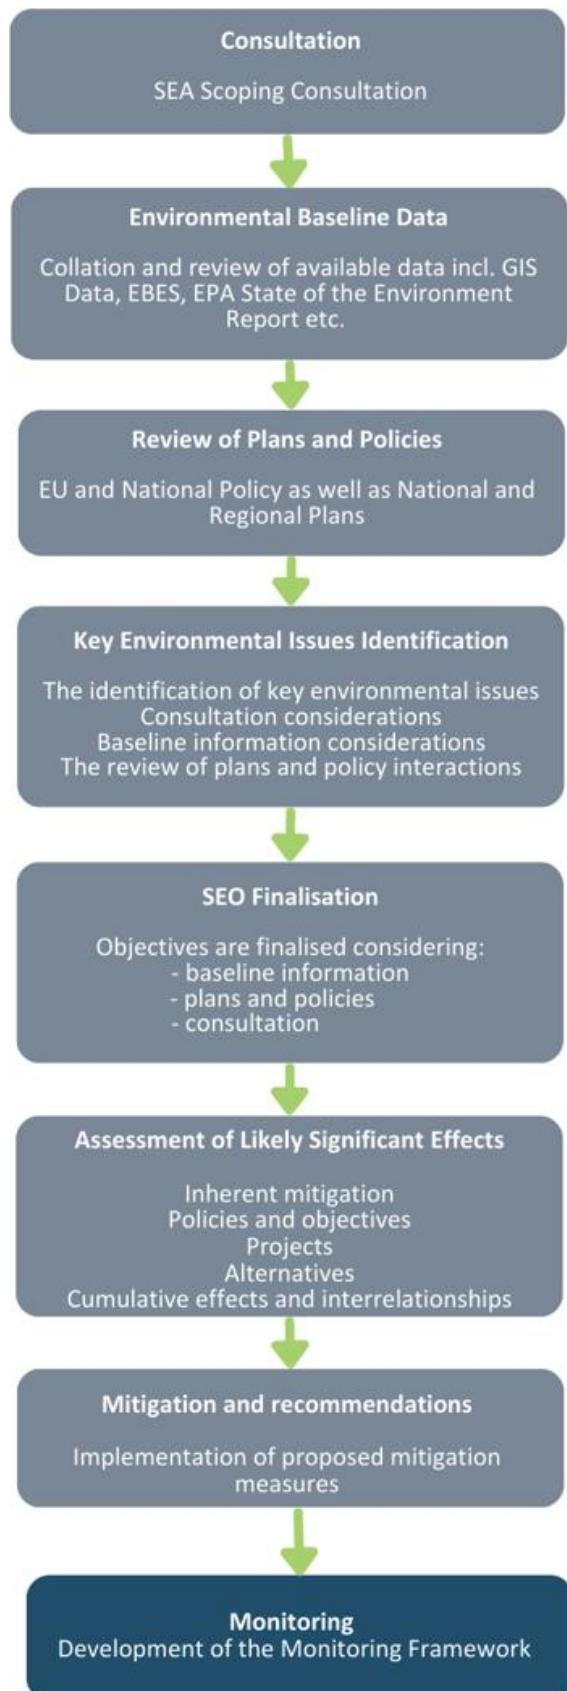 Consultation
SEA Scoping Consultation
Environmental Baseline Data
Collation and review of available data incl. GIS
Data, EBES, EPA State of the Environment
Report etc.
Review of Plans and Policies
EU and National Policy as well as National and
Regional Plans
Key Environmental Issues Identification
The identification of key environmental issues
Consultation considerations
Baseline information considerations
The review of plans and policy interactions
SEO Finalisation
Objectives are finalised considering:
- baseline information
- plans and policies
- consultation
Assessment of Likely Significant Effects
Inherent mitigation
Policies and objectives
Projects
Alternatives
Cumulative effects and interrelationships
Mitigation and recommendations
Implementation of proposed mitigation
measures
Monitoring
Development of the Monitoring Framework